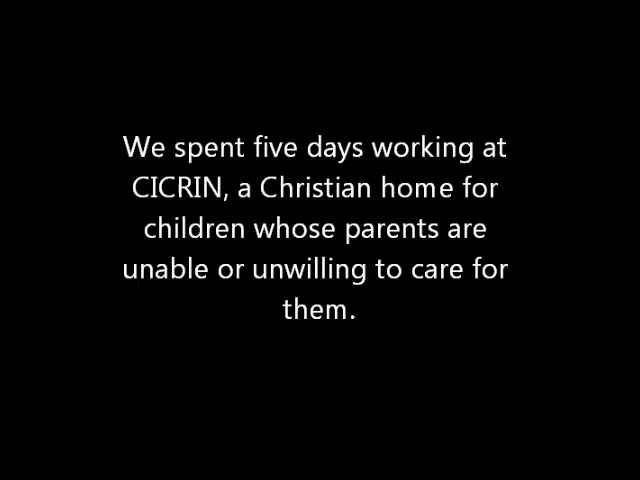 We spent five days working at
CICRIN, a Christian home for
children whose parents are
unable or unwilling to care for
them.